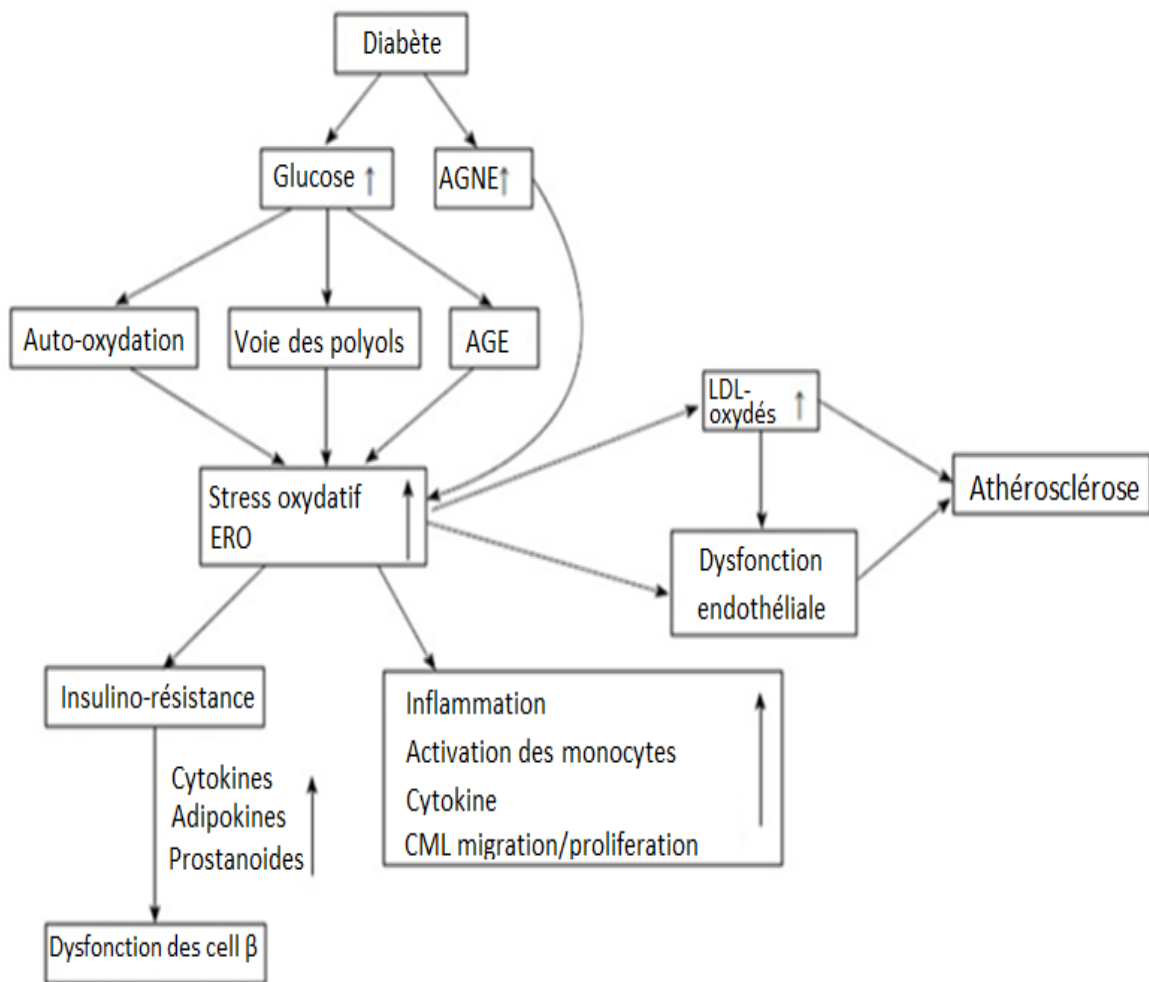 Diabète
Glucose ↑
AGNE↑
Auto-oxydation
Voie des polyols
AGE
LDL-
oxydés ↑
Athérosclérose
Stress oxydatif
ERO
Dysfonction
endothéliale
Insulino-résistance
Inflammation
Activation des monocytes
Cytokine
CML migration/proliferation
Cytokines
Adipokines
Prostanoides
Dysfonction des cell β